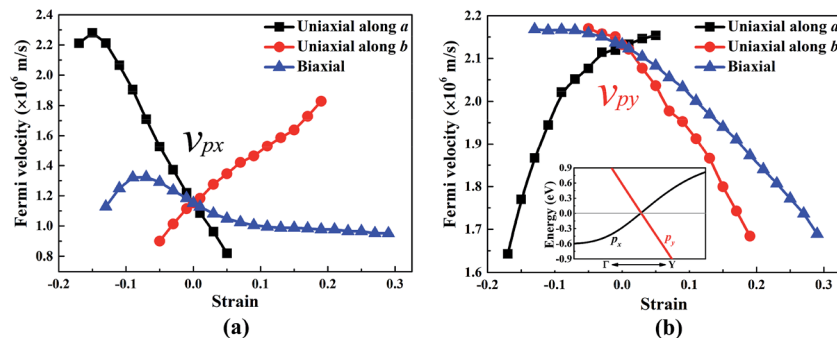 2.4
2.2
2.0
1.8
1.6
1.4
1.2
1.0
0.8
Fermi velocity (×10⁶ m/s)
Uniaxial along a
Uniaxial along b
Biaxial
νpx
-0.2 -0.1 0.0 0.1 0.2 0.3
Strain
(a)
2.2
2.1
2.0
1.9
1.8
1.7
1.6
Fermi velocity (×10⁶ m/s)
Uniaxial along a
Uniaxial along b
Biaxial
νpy
0.9
0.6
0.3
0.0
-0.3
-0.6
-0.9
Energy (eV)
px
py
Γ Y
-0.2 -0.1 0.0 0.1 0.2 0.3
Strain
(b)